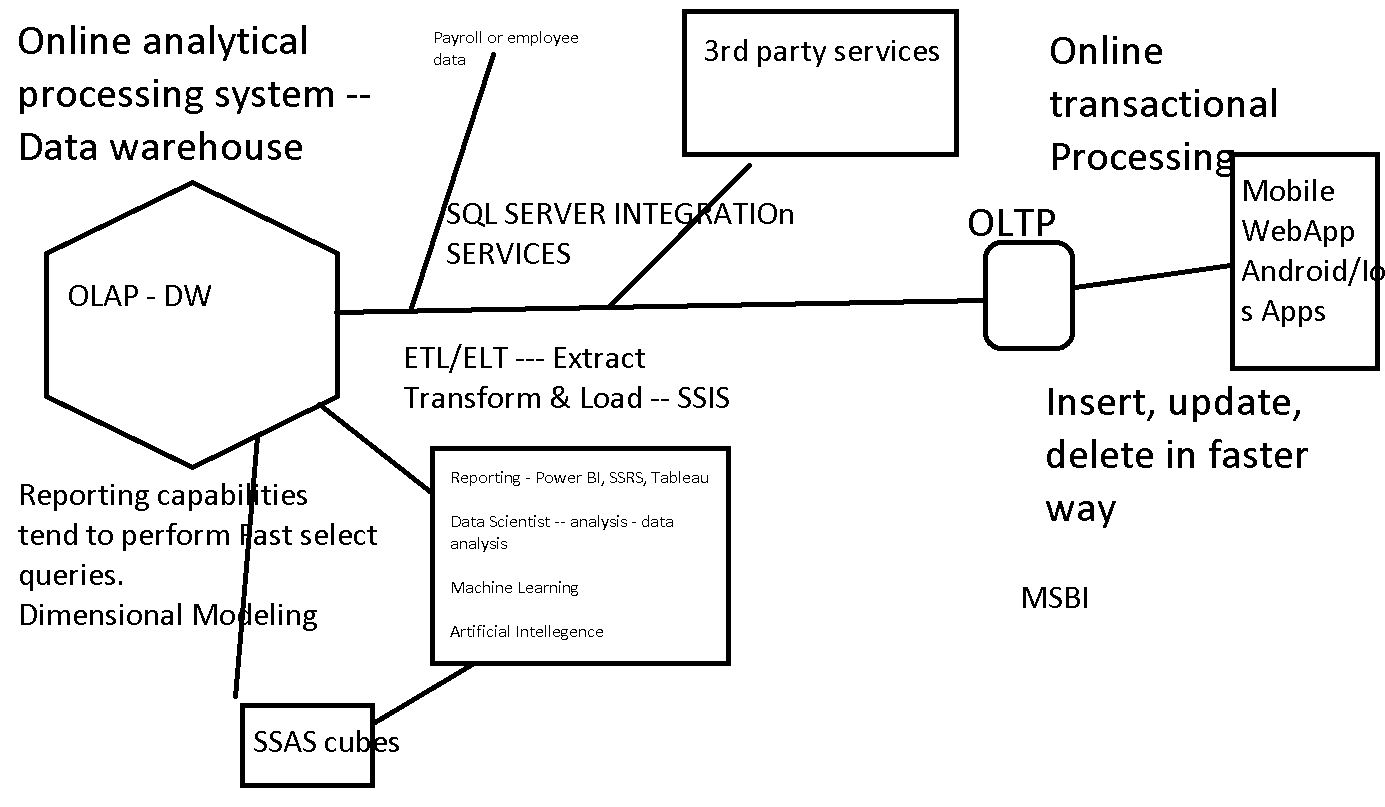 Online analytical
processing system --
Data warehouse
Payroll or employee
data
3rd party services
Online
transactional
Processing
Mobile
WebApp
Android/Io
s Apps
SQL SERVER INTEGRATIOn
SERVICES
OLTP
OLAP - DW
ETL/ELT --- Extract
Transform & Load -- SSIS
Insert, update,
delete in faster
way
Reporting capabilities
tend to perform Fast select
queries.
Dimensional Modeling
Reporting - Power BI, SSRS, Tableau
Data Scientist -- analysis - data
analysis
Machine Learning
Artificial Intellegence
MSBI
SSAS cubes